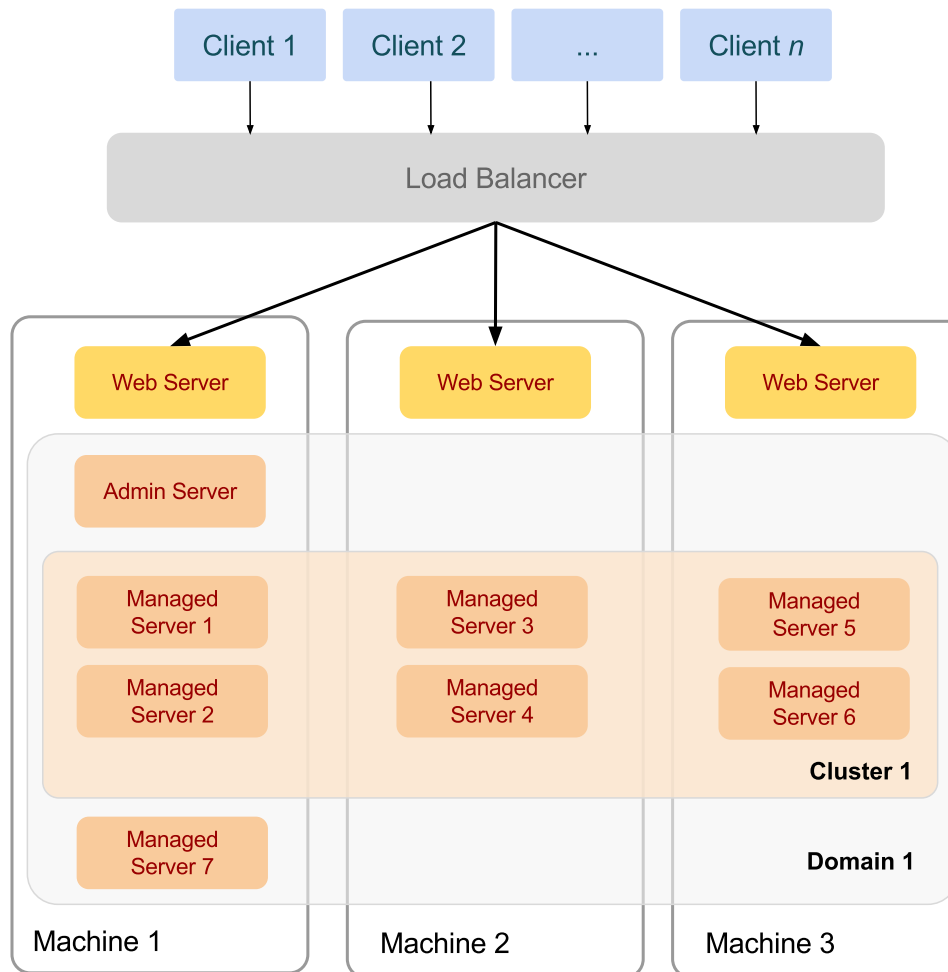 Client 1
Client 2
...
Client n
Load Balancer
Web Server
Web Server
Web Server
Admin Server
Managed
Server 1
Managed
Server 3
Managed
Server 5
Managed
Server 2
Managed
Server 4
Managed
Server 6
Cluster 1
Managed
Server 7
Domain 1
Machine 1
Machine 2
Machine 3